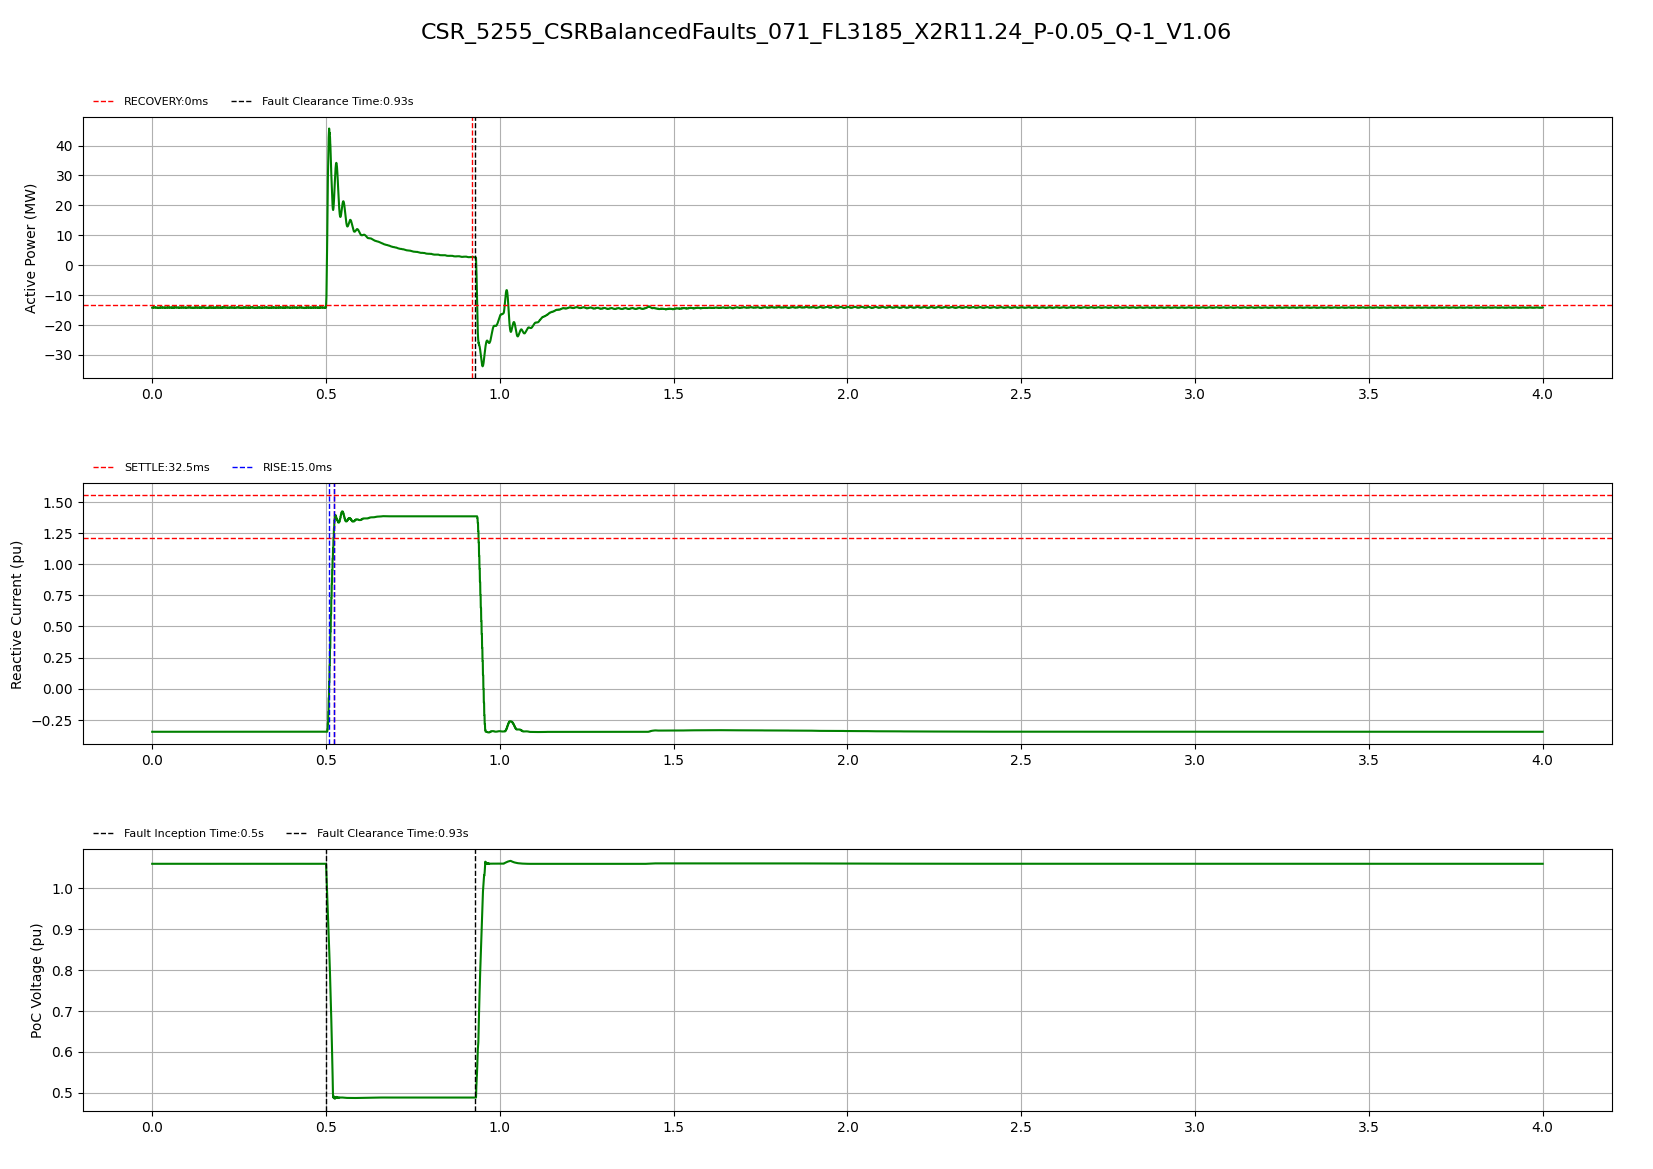 CSR_5255_CSRBalancedFaults_071_FL3185_X2R11.24_P-0.05_Q-1_V1.06
RECOVERY:0ms Fault Clearance Time:0.93s
Active Power (MW)
40
30
20
10
0
−10
−20
−30
0.0 0.5 1.0 1.5 2.0 2.5 3.0 3.5 4.0
SETTLE:32.5ms RISE:15.0ms
Reactive Current (pu)
1.50
1.25
1.00
0.75
0.50
0.25
0.00
−0.25
0.0 0.5 1.0 1.5 2.0 2.5 3.0 3.5 4.0
Fault Inception Time:0.5s Fault Clearance Time:0.93s
PoC Voltage (pu)
1.0
0.9
0.8
0.7
0.6
0.5
0.0 0.5 1.0 1.5 2.0 2.5 3.0 3.5 4.0